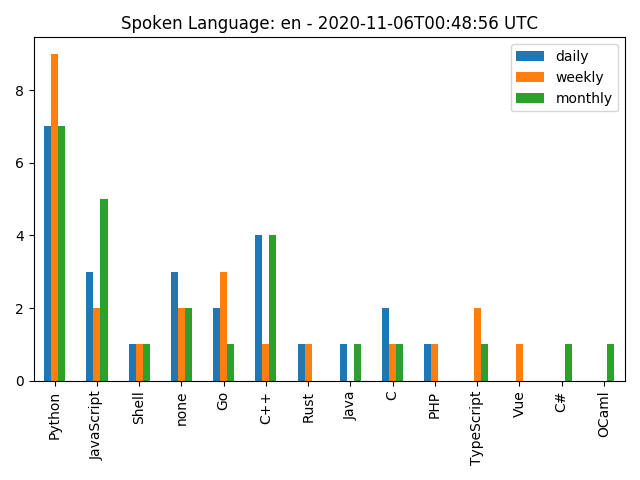 Spoken Language: en - 2020-11-06T00:48:56 UTC
daily
weekly
monthly
8
6
4
2
0
Python
JavaScript
Shell
none
Go
C++
Rust
Java
C
PHP
TypeScript
Vue
C#
OCaml